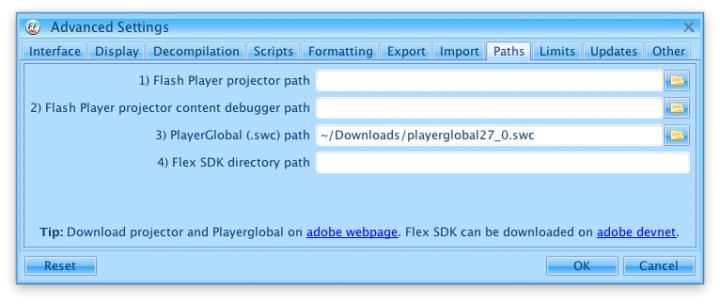 FF Advanced Settings
Interface Display Decompilation Scripts Formatting Export Import Paths Limits Updates Other
1) Flash Player projector path
2) Flash Player projector content debugger path
3) PlayerGlobal (.swc) path ~/Downloads/playerglobal27_0.swc
4) Flex SDK directory path
Tip: Download projector and Playerglobal on adobe webpage. Flex SDK can be downloaded on adobe devnet.
Reset OK Cancel